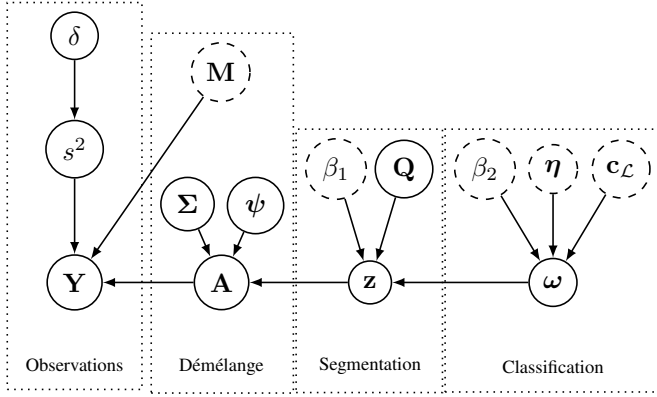 δ
M
s²
β₁
Q
β₂
η
c_ℒ
Σ
ψ
Y
A
z
ω
Observations
Démélange
Segmentation
Classification